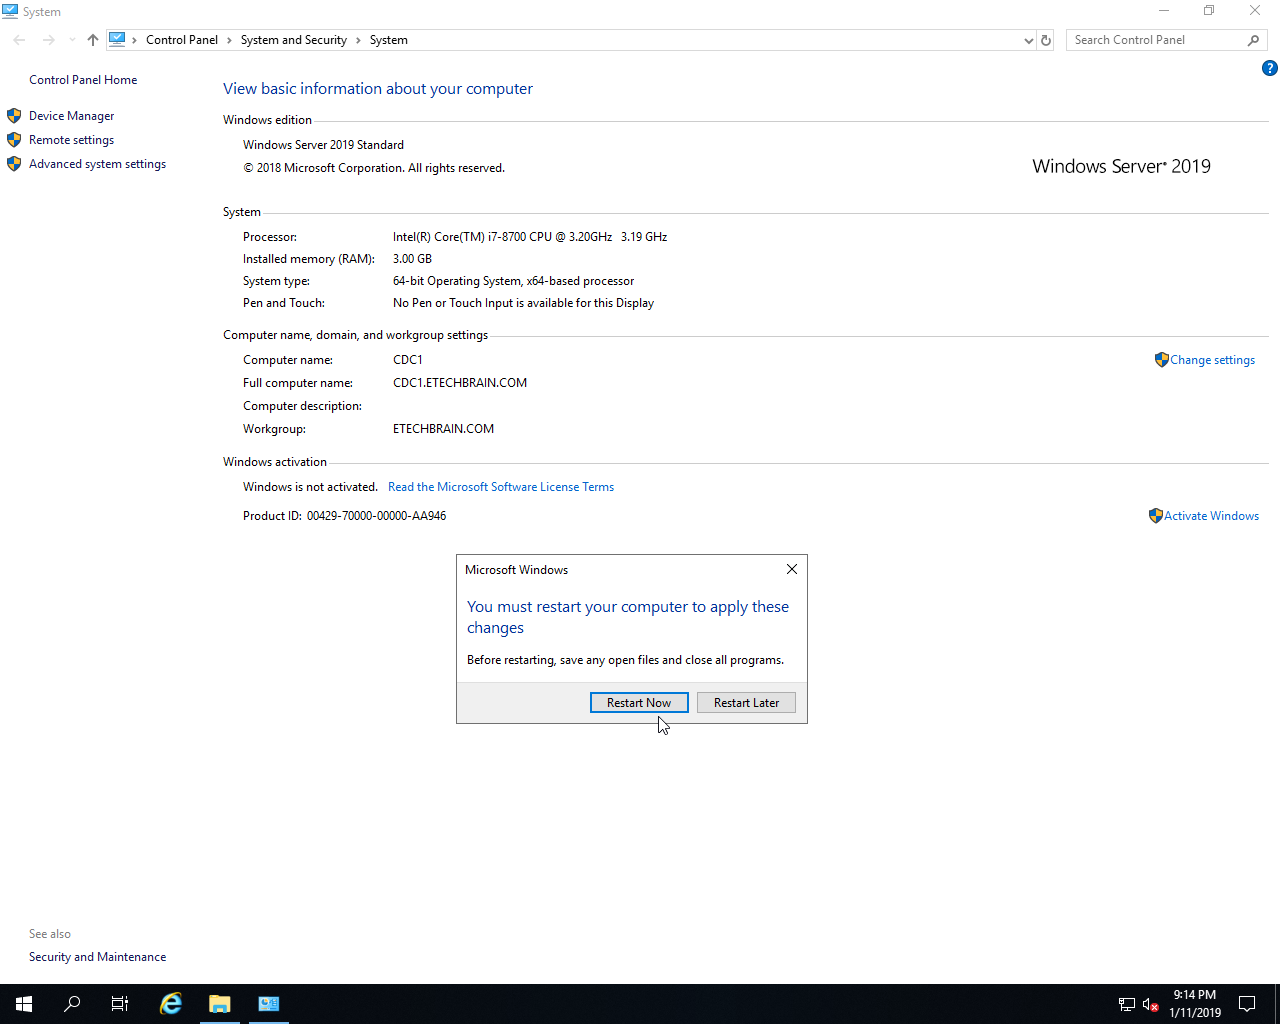 System
Control Panel > System and Security > System
Search Control Panel
?
Control Panel Home
Device Manager
Remote settings
Advanced system settings
View basic information about your computer
Windows edition
Windows Server 2019 Standard
© 2018 Microsoft Corporation. All rights reserved.
Windows Server® 2019
System
Processor: Intel(R) Core(TM) i7-8700 CPU @ 3.20GHz 3.19 GHz
Installed memory (RAM): 3.00 GB
System type: 64-bit Operating System, x64-based processor
Pen and Touch: No Pen or Touch Input is available for this Display
Computer name, domain, and workgroup settings
Computer name: CDC1
Change settings
Full computer name: CDC1.ETECHBRAIN.COM
Computer description:
Workgroup: ETECHBRAIN.COM
Windows activation
Windows is not activated. Read the Microsoft Software License Terms
Product ID: 00429-70000-00000-AA946
Activate Windows
Microsoft Windows
You must restart your computer to apply these
changes
Before restarting, save any open files and close all programs.
Restart Now Restart Later
See also
Security and Maintenance
9:14 PM
1/11/2019